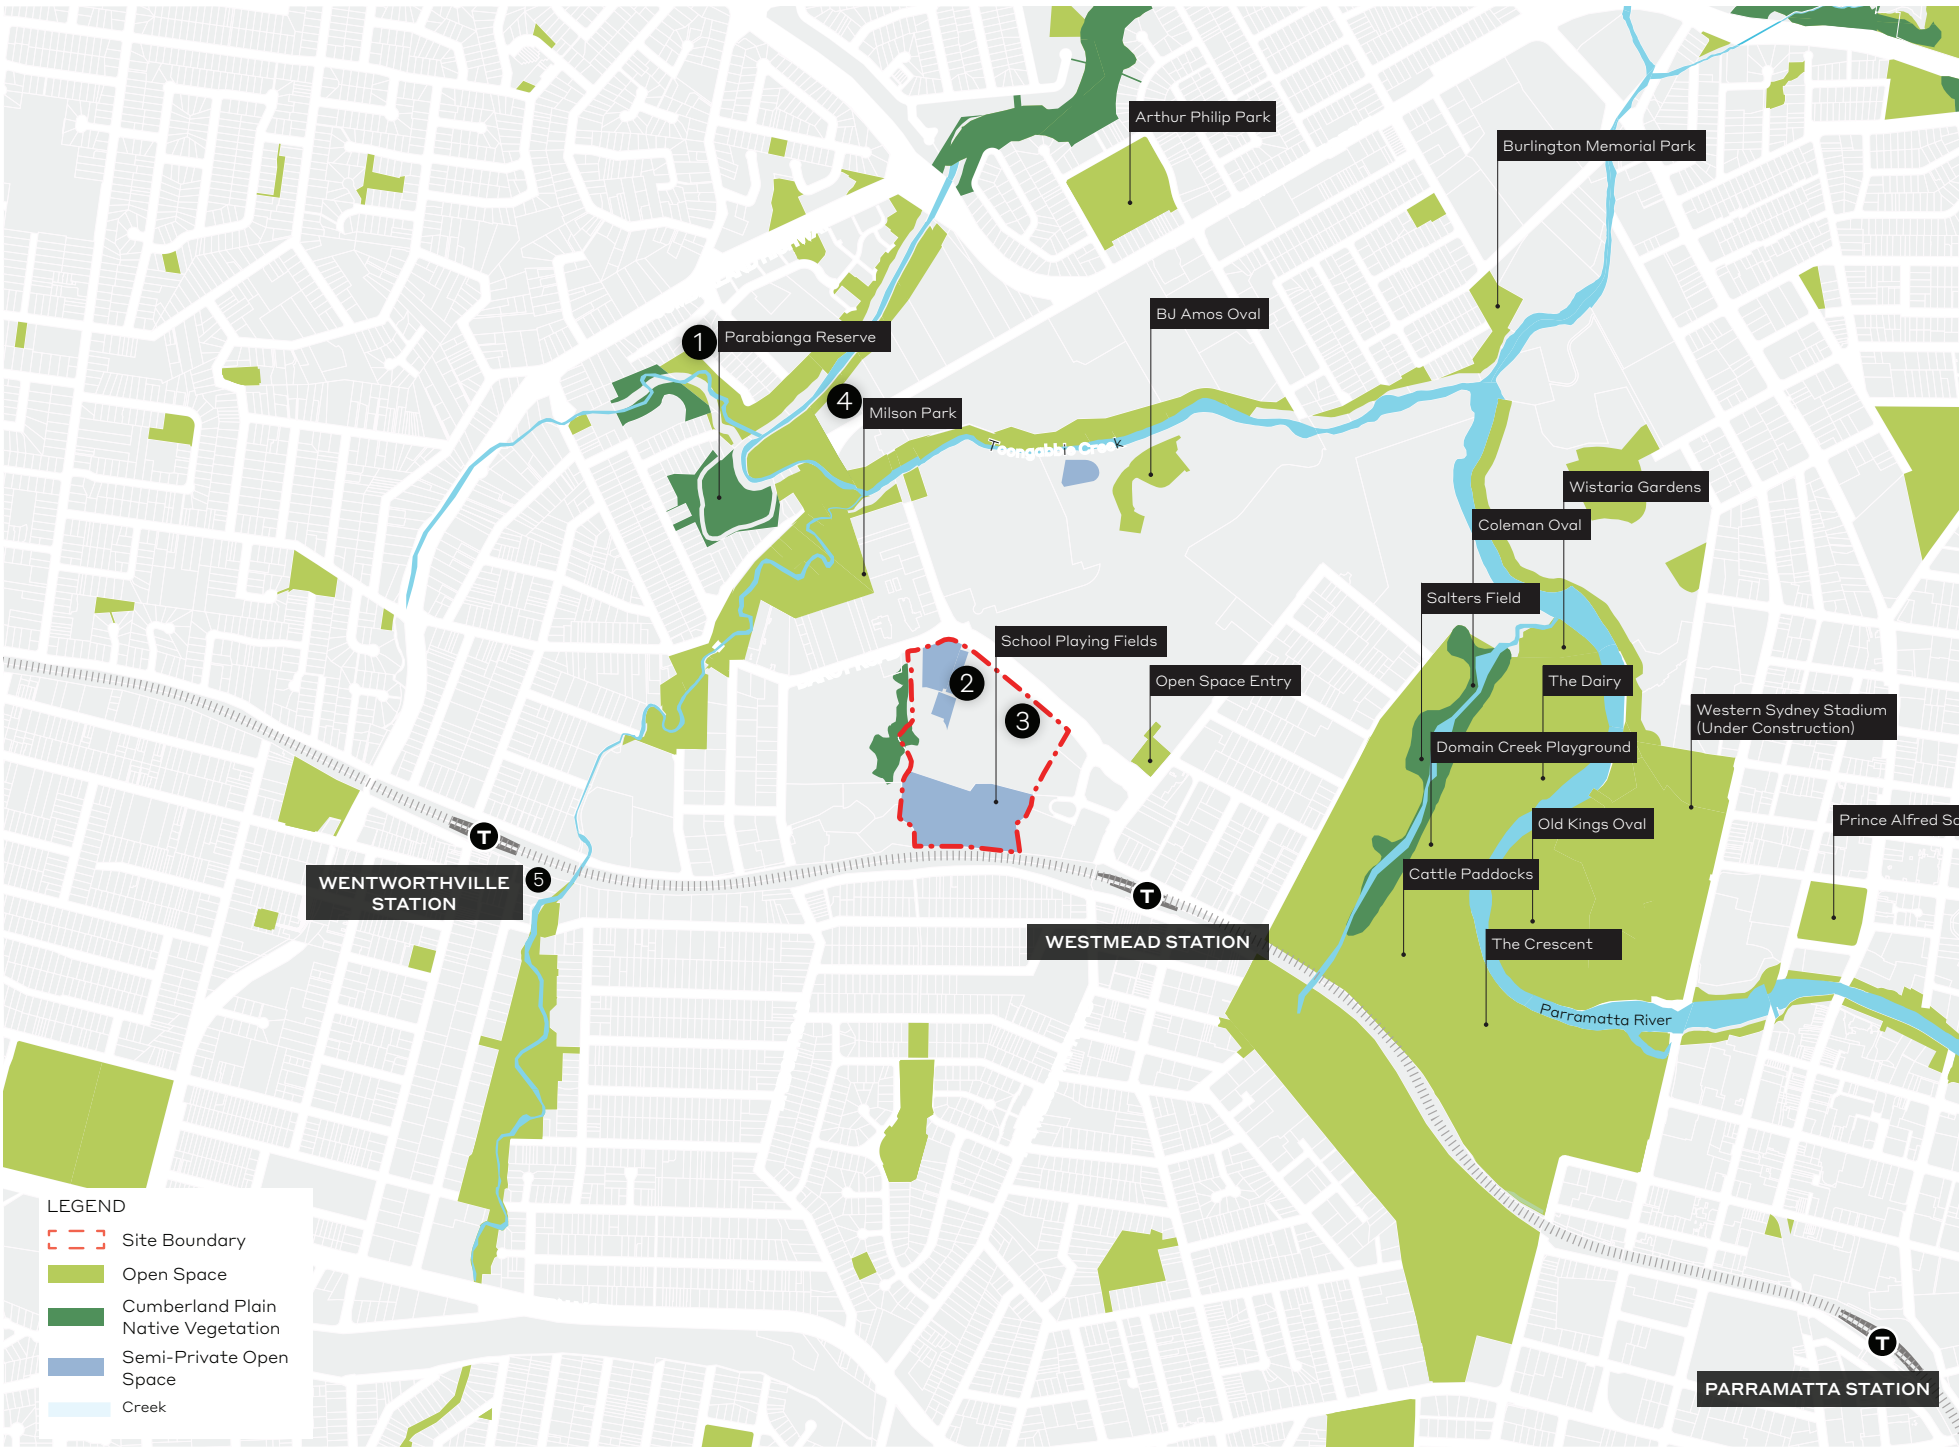 Arthur Philip Park
Burlington Memorial Park
BJ Amos Oval
1
Parabianga Reserve
4
Milson Park
Toongabbie Creek
Wistaria Gardens
Coleman Oval
Salters Field
School Playing Fields
2
3
Open Space Entry
The Dairy
Western Sydney Stadium
(Under Construction)
Domain Creek Playground
Old Kings Oval
Prince Alfred Sq
T
5
WENTWORTHVILLE
STATION
Cattle Paddocks
T
WESTMEAD STATION
The Crescent
Parramatta River
LEGEND
Site Boundary
Open Space
Cumberland Plain
Native Vegetation
Semi-Private Open
Space
Creek
T
PARRAMATTA STATION